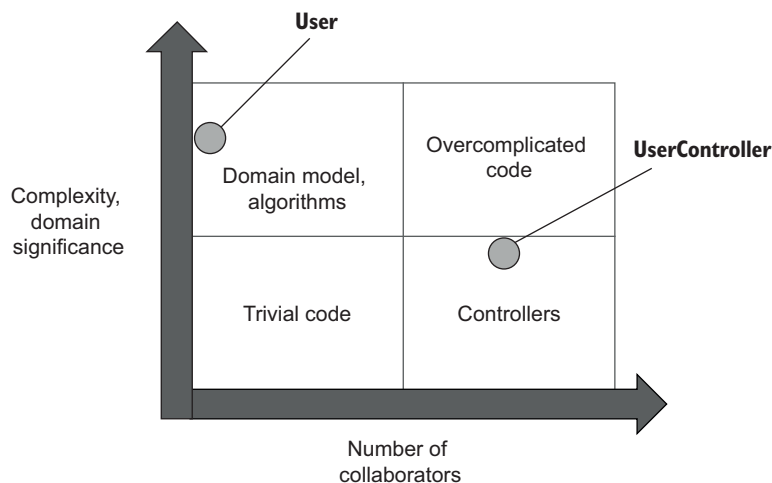 User
Overcomplicated
code
UserController
Domain model,
algorithms
Complexity,
domain
significance
Trivial code
Controllers
Number of
collaborators